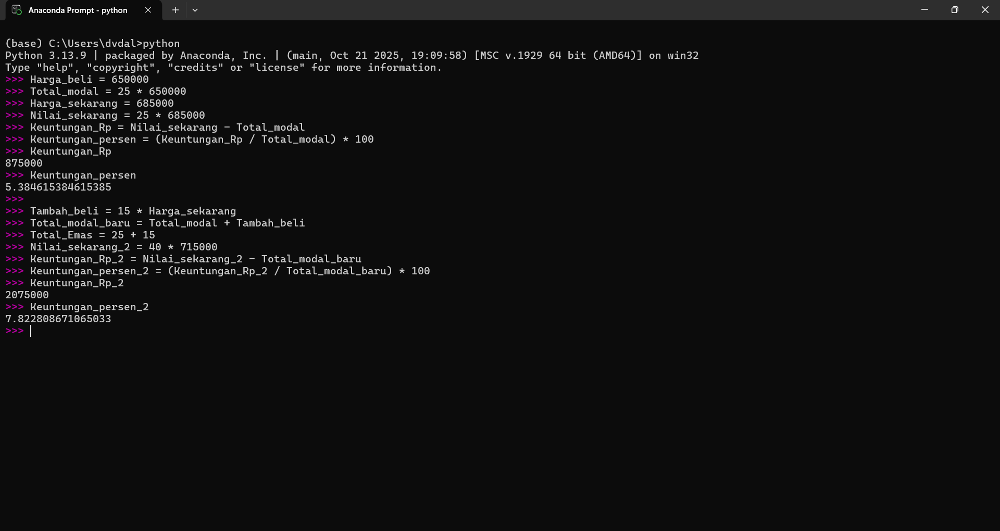 Anaconda Prompt - python
(base) C:\Users\dvdal>python
Python 3.13.9 | packaged by Anaconda, Inc. | (main, Oct 21 2025, 19:09:58) [MSC v.1929 64 bit (AMD64)] on win32
Type "help", "copyright", "credits" or "license" for more information.
>>> Harga_beli = 650000
>>> Total_modal = 25 * 650000
>>> Harga_sekarang = 685000
>>> Nilai_sekarang = 25 * 685000
>>> Keuntungan_Rp = Nilai_sekarang - Total_modal
>>> Keuntungan_persen = (Keuntungan_Rp / Total_modal) * 100
>>> Keuntungan_Rp
875000
>>> Keuntungan_persen
5.384615384615385
>>>
>>> Tambah_beli = 15 * Harga_sekarang
>>> Total_modal_baru = Total_modal + Tambah_beli
>>> Total_Emas = 25 + 15
>>> Nilai_sekarang_2 = 40 * 715000
>>> Keuntungan_Rp_2 = Nilai_sekarang_2 - Total_modal_baru
>>> Keuntungan_persen_2 = (Keuntungan_Rp_2 / Total_modal_baru) * 100
>>> Keuntungan_Rp_2
2075000
>>> Keuntungan_persen_2
7.822808671065033
>>>